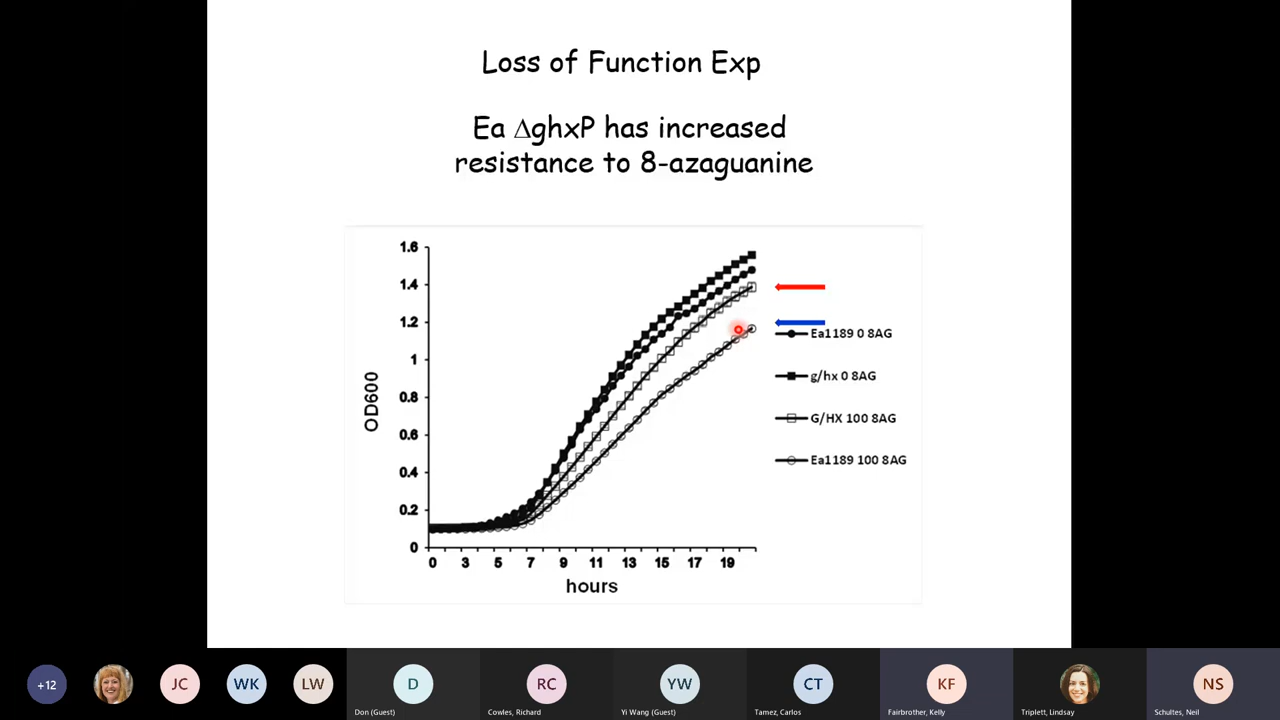 Loss of Function Exp
Ea ΔghxP has increased
resistance to 8-azaguanine
1.6
1.4
1.2
1
0.8
0.6
0.4
0.2
0
OD600
0 3 5 7 9 11 13 15 17 19
hours
Ea1189 0 8AG
g/hx 0 8AG
G/HX 100 8AG
Ea1189 100 8AG
+12 JC WK LW D RC YW CT KF NS
Don (Guest) Cowles, Richard Yi Wang (Guest) Tamez, Carlos Fairbrother, Kelly Triplett, Lindsay Schultes, Neil